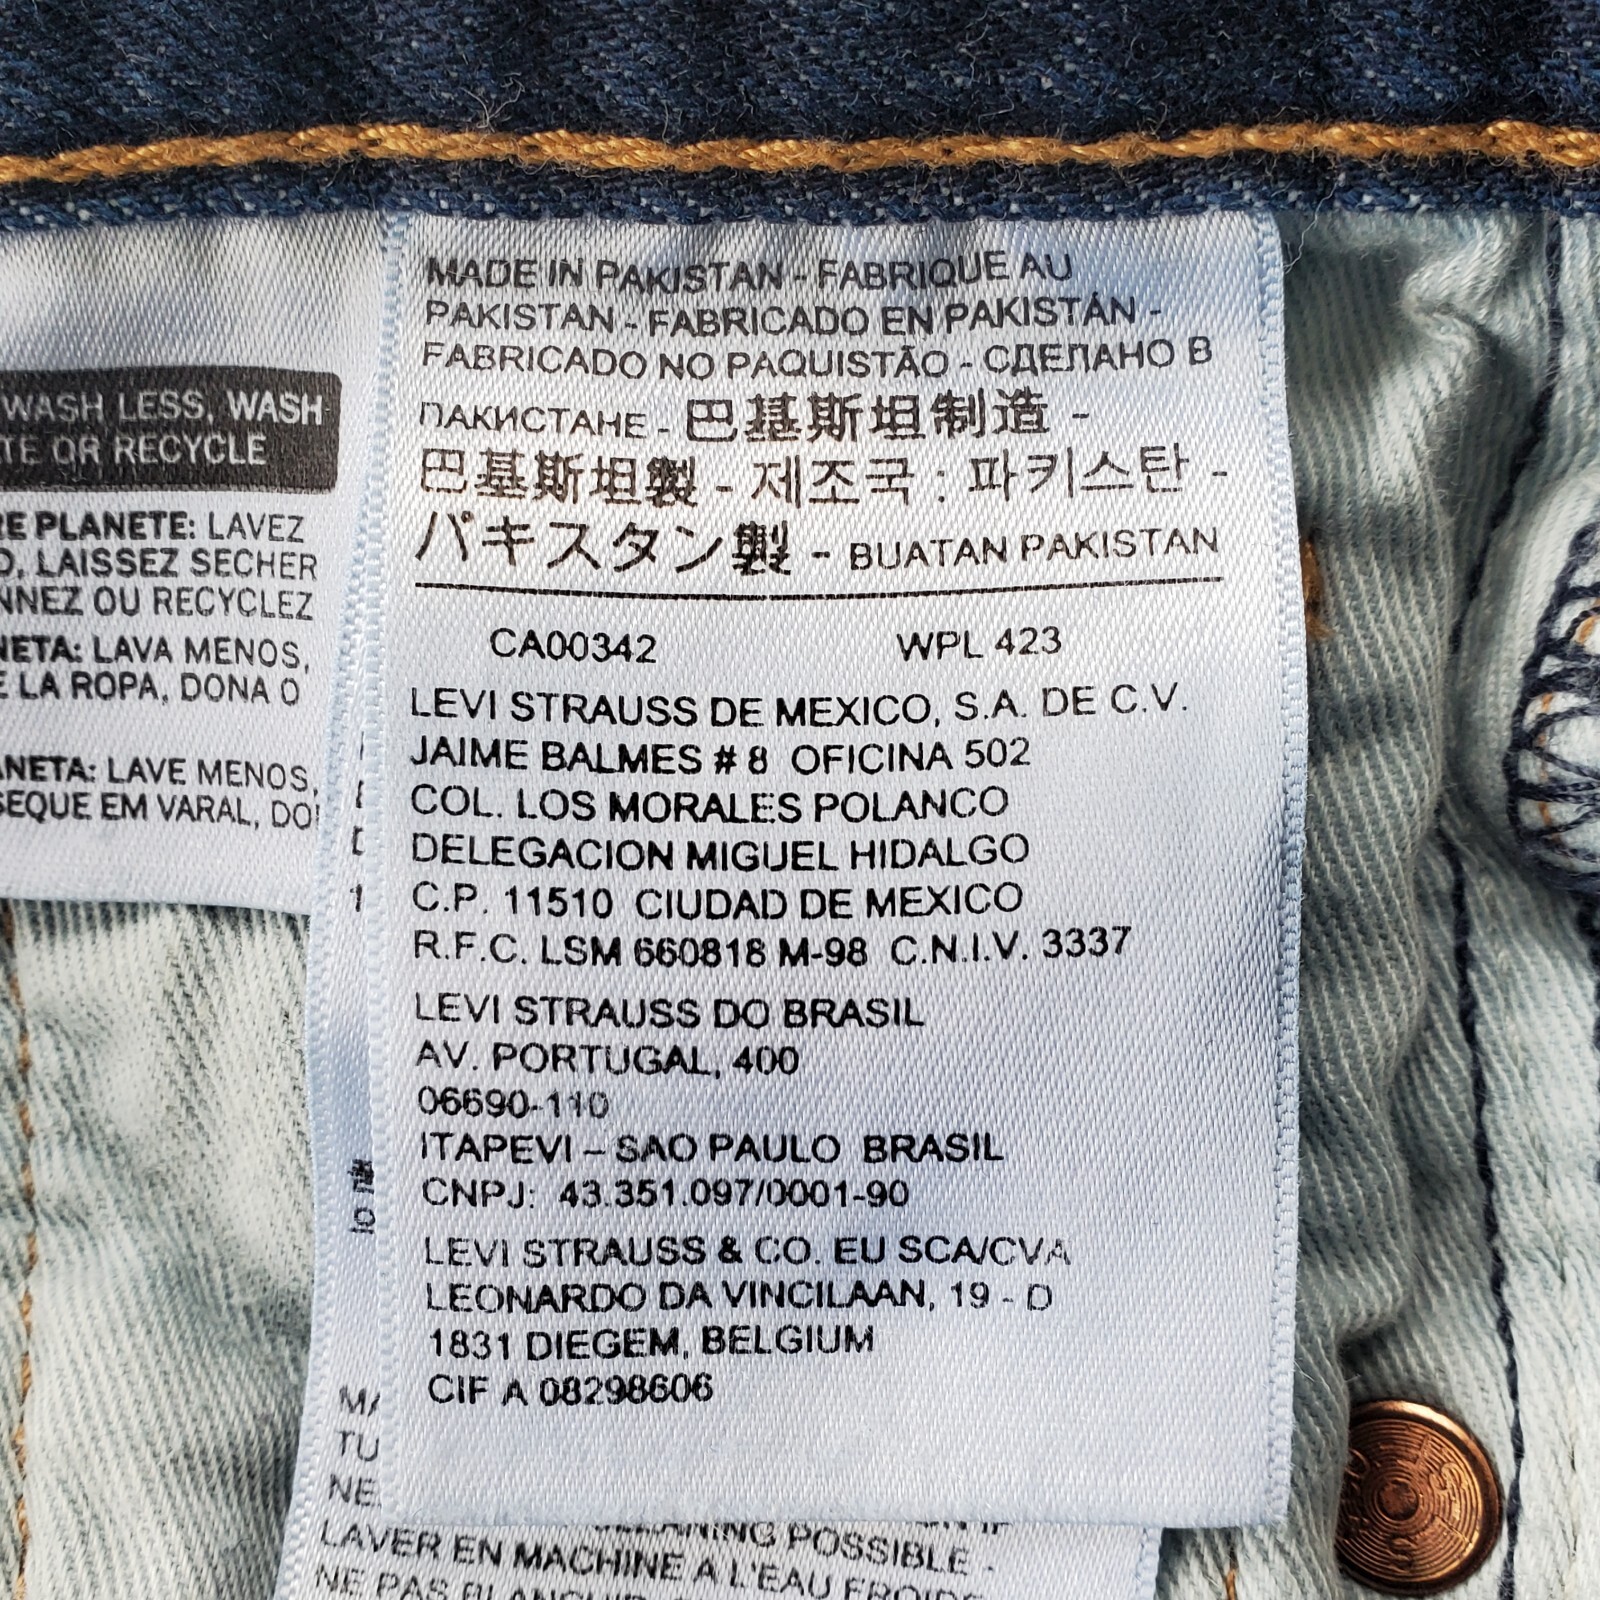 WASH LESS, WASH
TE OR RECYCLE
RE PLANETE: LAVEZ
LAISSEZ SECHER
NNEZ OU RECYCLEZ
NETA: LAVA MENOS,
E LA ROPA, DONA O
ANETA: LAVE MENOS,
SEQUE EM VARAL,
MADE IN PAKISTAN - FABRIQUE AU
PAKISTAN - FABRICADO EN PAKISTÁN -
FABRICADO NO PAQUISTÃO - СДЕЛАНО В
ПАКИСТАНЕ - 巴基斯坦制造 -
巴基斯坦製 - 제조국 : 파키스탄 -
パキスタン製 - BUATAN PAKISTAN
CA00342 WPL 423
LEVI STRAUSS DE MEXICO, S.A. DE C.V.
JAIME BALMES # 8 OFICINA 502
COL. LOS MORALES POLANCO
DELEGACION MIGUEL HIDALGO
C.P. 11510 CIUDAD DE MEXICO
R.F.C. LSM 660818 M-98 C.N.I.V. 3337
LEVI STRAUSS DO BRASIL
AV. PORTUGAL, 400
06690-110
ITAPEVI – SAO PAULO BRASIL
CNPJ: 43.351.097/0001-90
LEVI STRAUSS & CO. EU SCA/CVA
LEONARDO DA VINCILAAN, 19 - D
1831 DIEGEM, BELGIUM
CIF A 08298606
TU
NE
POSSIBLE -
LAVER EN MACHINE A L'EAU FROIDE
NE PAS